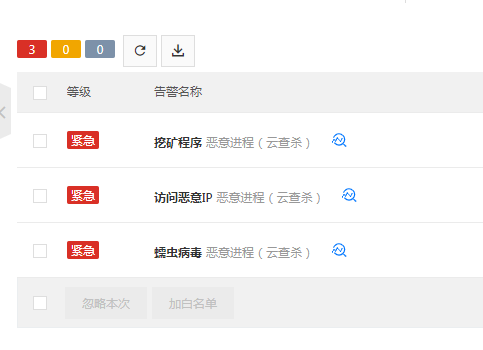 3 0 0
等级 告警名称
紧急 挖矿程序 恶意进程（云查杀）
紧急 访问恶意IP 恶意进程（云查杀）
紧急 蠕虫病毒 恶意进程（云查杀）
忽略本次 加白名单